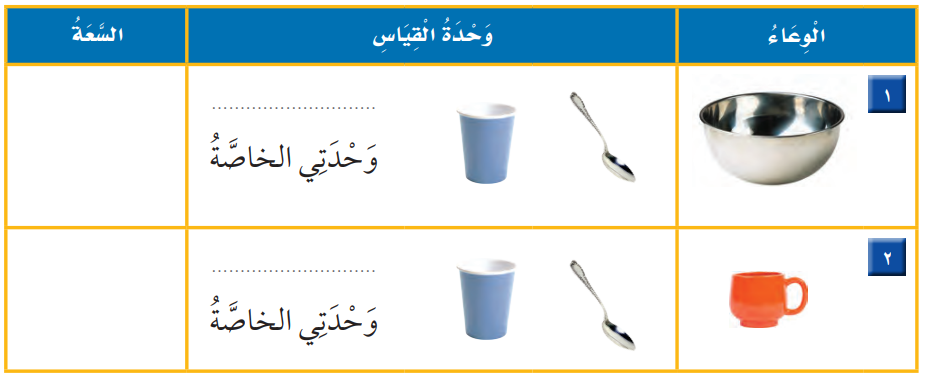 الْوِعَاءُ
وَحْدَةُ الْقِيَاسِ
السَّعَةُ
١
............................
وَحْدَتِي الخاصَّةُ
٢
............................
وَحْدَتِي الخاصَّةُ